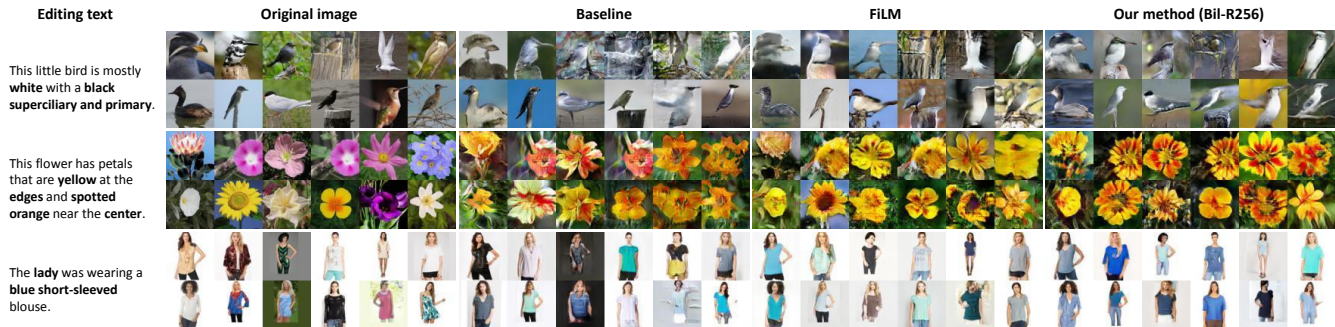 Editing text Original image Baseline FiLM Our method (Bil-R256)
This little bird is mostly
white with a black
superciliary and primary.
This flower has petals
that are yellow at the
edges and spotted
orange near the center.
The lady was wearing a
blue short-sleeved
blouse.